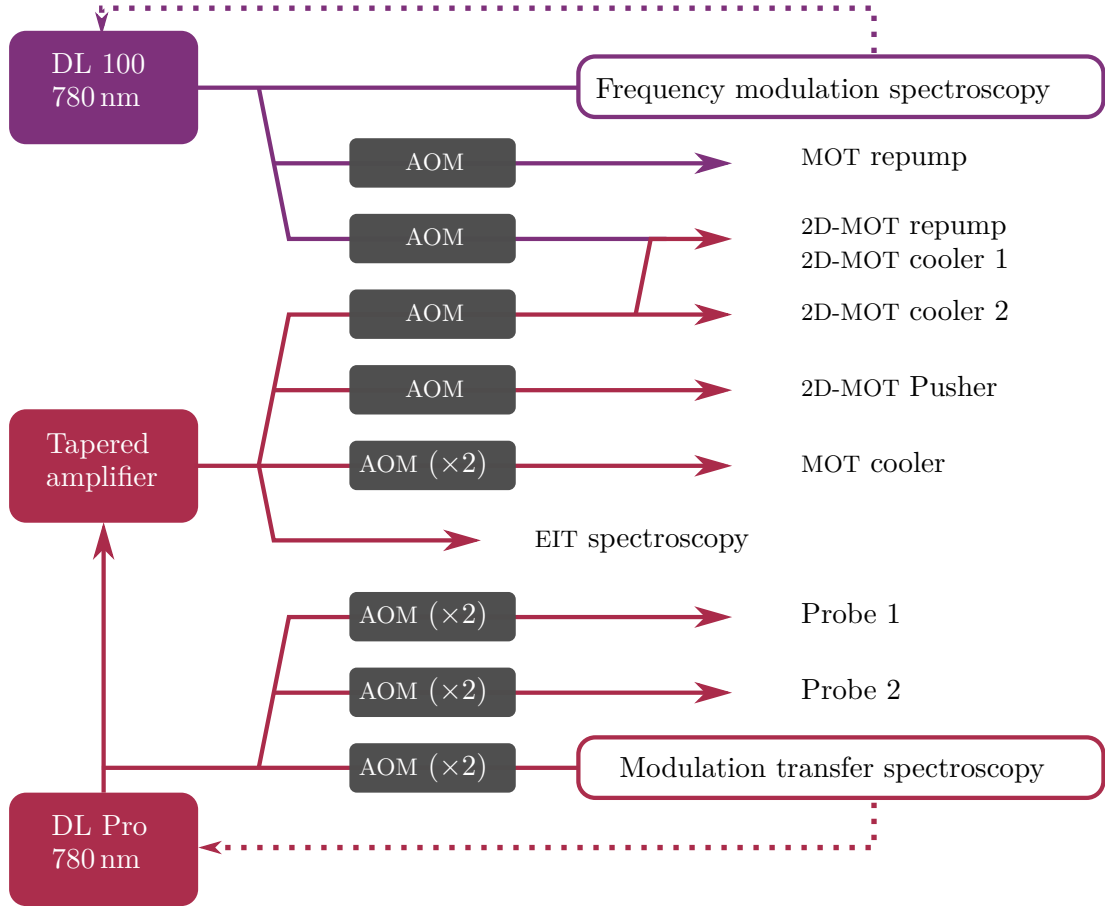 DL 100
780 nm
Frequency modulation spectroscopy
AOM
MOT repump
AOM
2D-MOT repump
2D-MOT cooler 1
AOM
2D-MOT cooler 2
AOM
2D-MOT Pusher
Tapered
amplifier
AOM (×2)
MOT cooler
EIT spectroscopy
AOM (×2)
Probe 1
AOM (×2)
Probe 2
AOM (×2)
Modulation transfer spectroscopy
DL Pro
780 nm